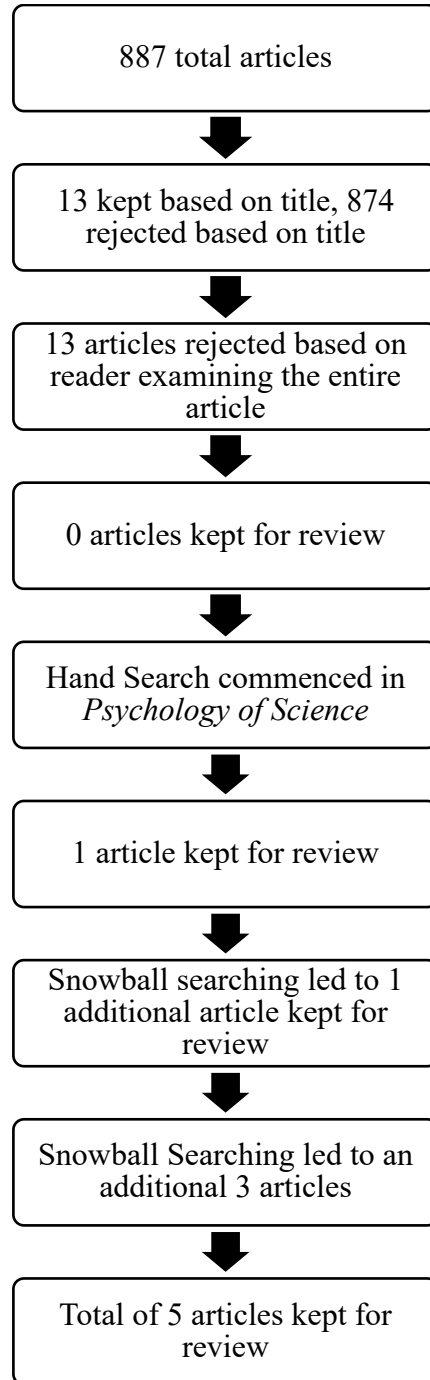 887 total articles
13 kept based on title, 874
rejected based on title
13 articles rejected based on
reader examining the entire
article
0 articles kept for review
Hand Search commenced in
Psychology of Science
1 article kept for review
Snowball searching led to 1
additional article kept for
review
Snowball Searching led to an
additional 3 articles
Total of 5 articles kept for
review